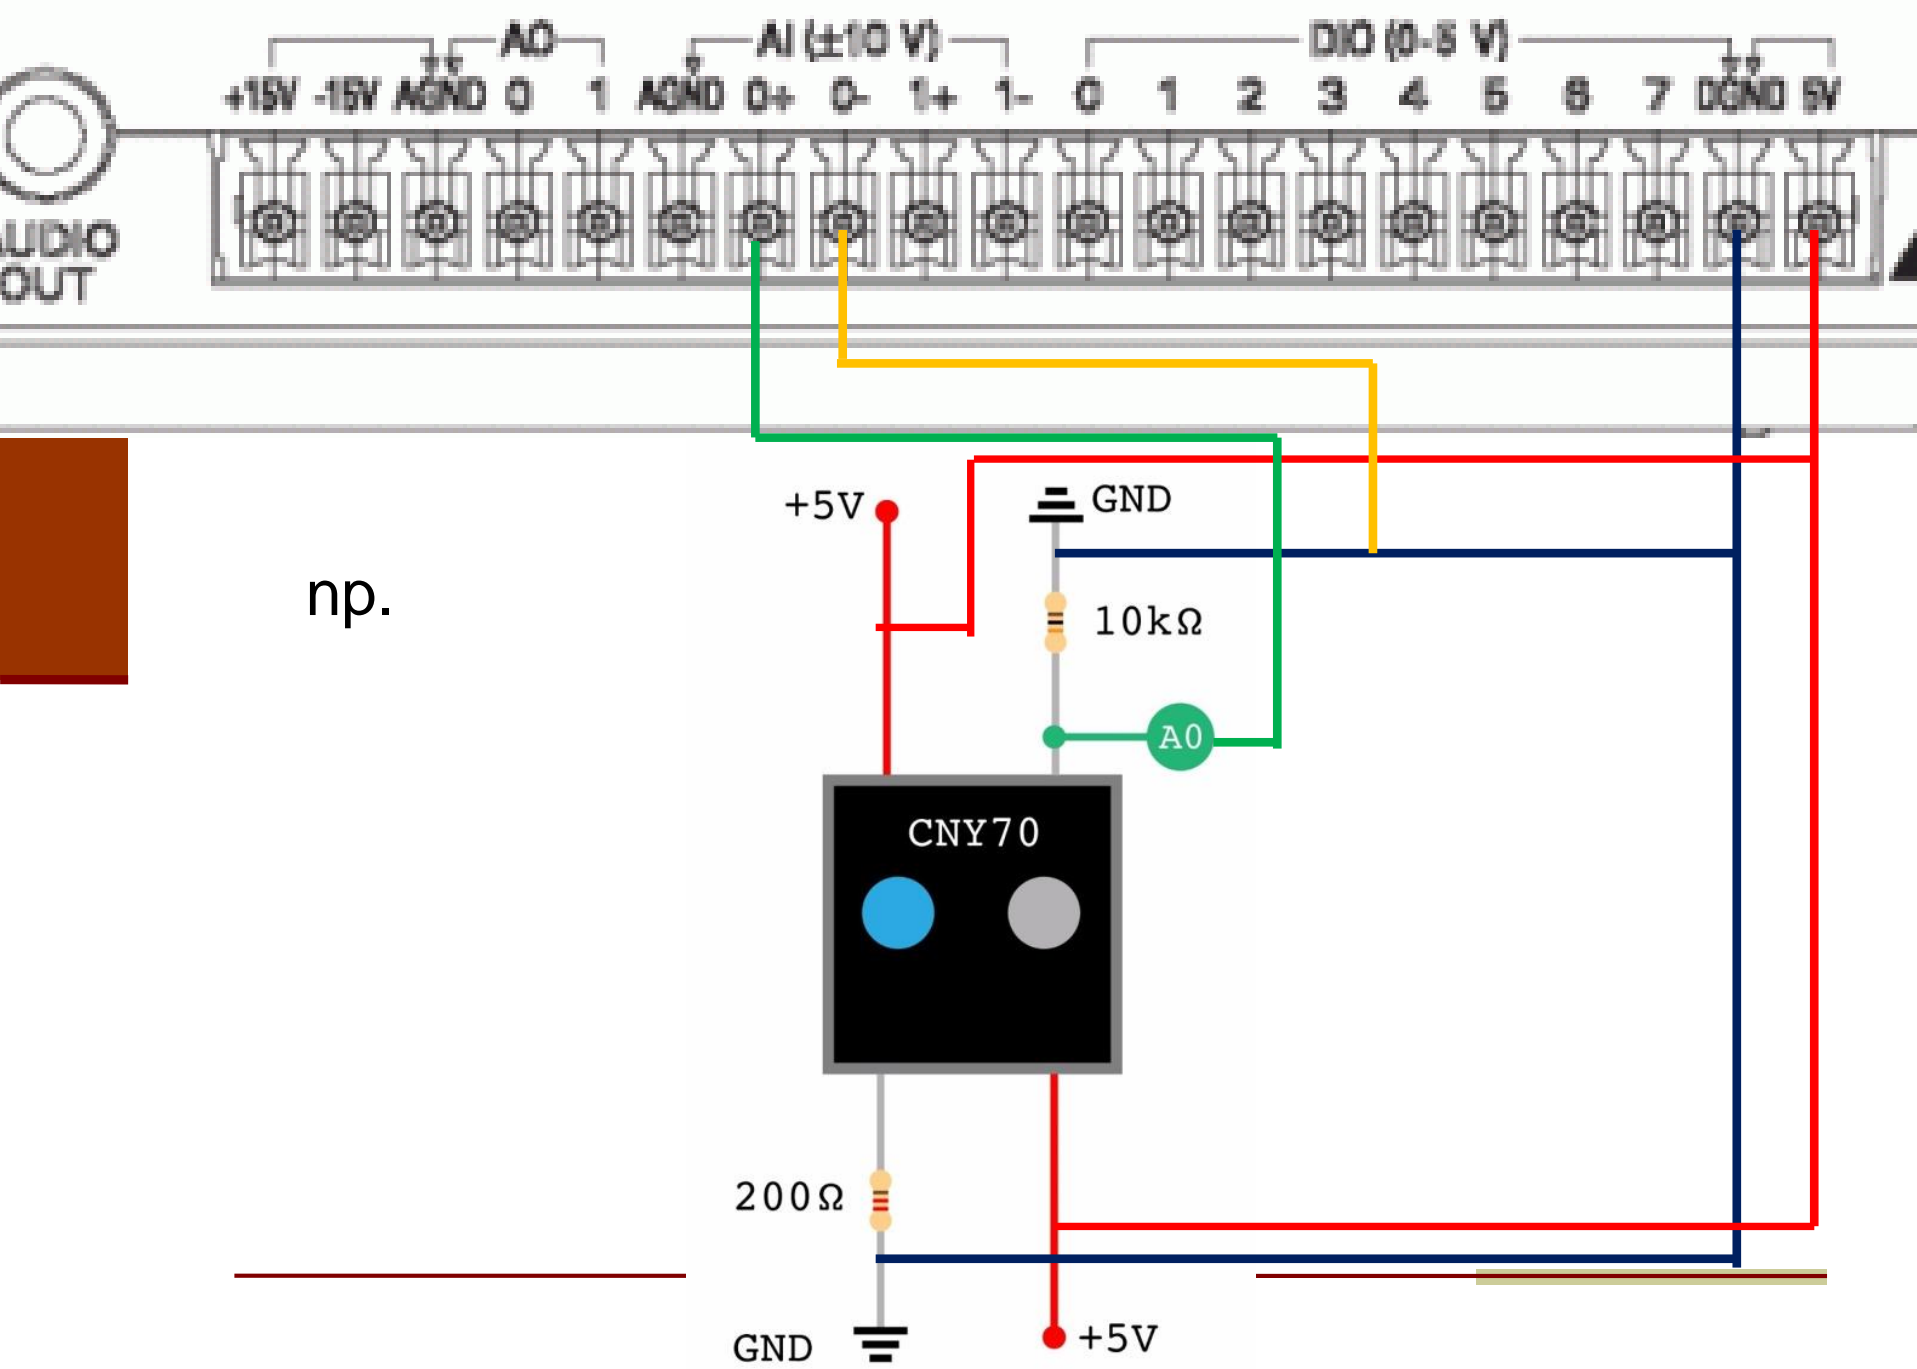 AO AI (±10 V) DIO (0-5 V)
+15V -15V AGND 0 1 AGND 0+ 0- 1+ 1- 0 1 2 3 4 5 6 7 DGND 5V
AUDIO
OUT
+5V GND
np.
10kΩ
A0
CNY70
200Ω
GND +5V